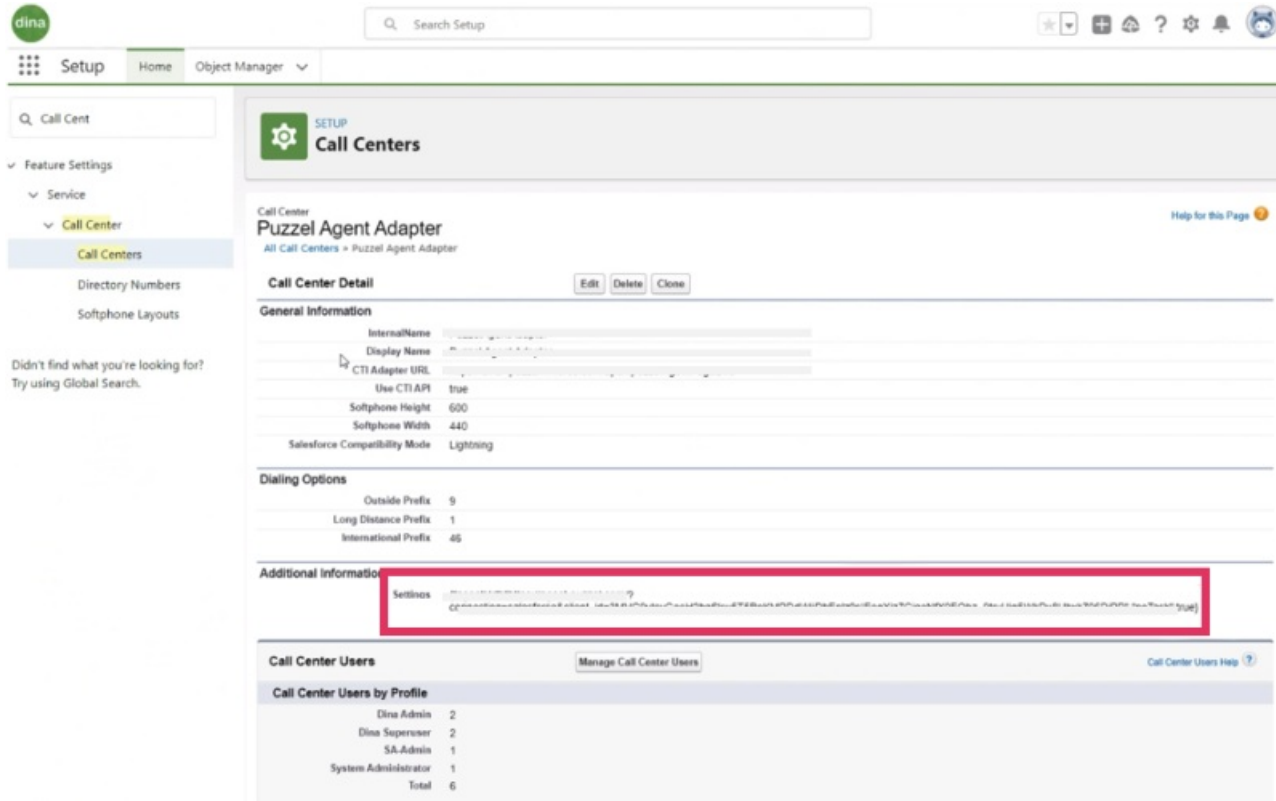 dina
Search Setup
Setup
Home
Object Manager
Call Cent
Feature Settings
Service
Call Center
Call Centers
Directory Numbers
Softphone Layouts
Didn't find what you're looking for?
Try using Global Search.
SETUP
Call Centers
Call Center
Puzzel Agent Adapter
All Call Centers » Puzzel Agent Adapter
Help for this Page
Call Center Detail
Edit
Delete
Clone
General Information
InternalName
Display Name
CTI Adapter URL
Use CTI API true
Softphone Height 600
Softphone Width 440
Salesforce Compatibility Mode Lightning
Dialing Options
Outside Prefix 9
Long Distance Prefix 1
International Prefix 46
Additional Information
Settings
true}
Call Center Users
Manage Call Center Users
Call Center Users Help
Call Center Users by Profile
Dina Admin 2
Dina Superuser 2
SA-Admin 1
System Administrator 1
Total 6